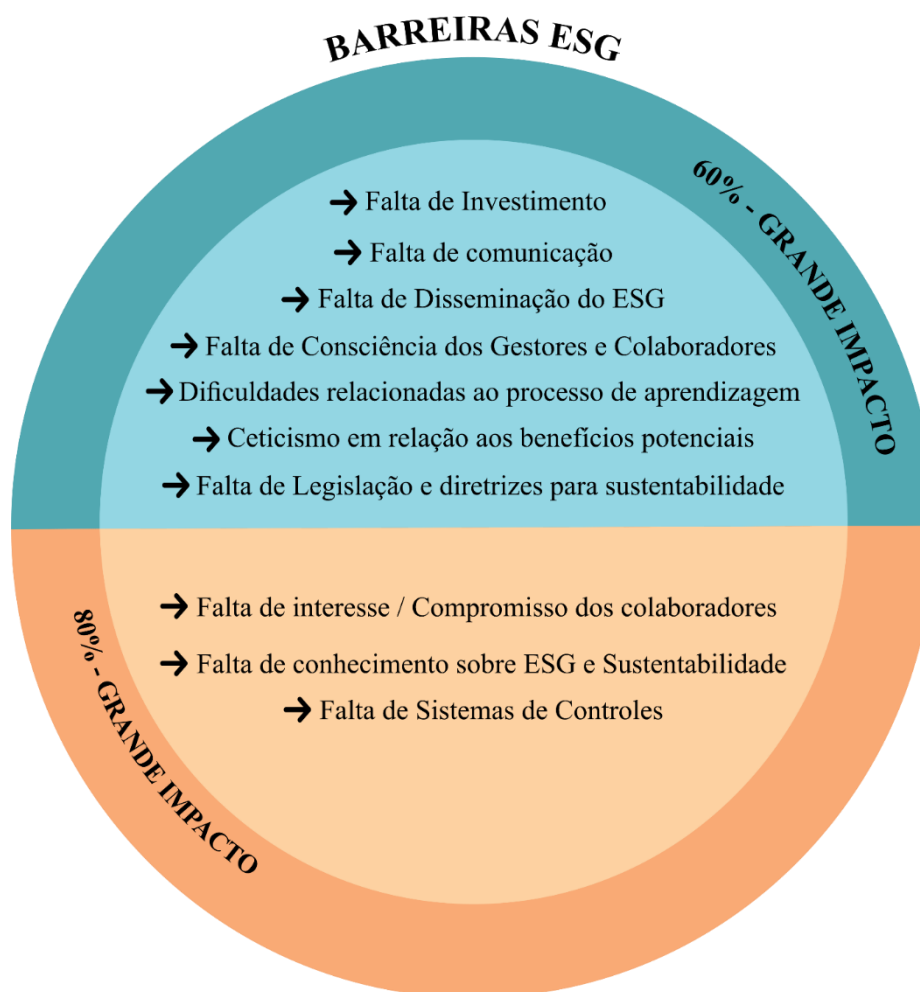 BARREIRAS ESG
60% - GRANDE IMPACTO
Falta de Investimento
Falta de comunicação
Falta de Disseminação do ESG
Falta de Consciência dos Gestores e Colaboradores
Dificuldades relacionadas ao processo de aprendizagem
Ceticismo em relação aos benefícios potenciais
Falta de Legislação e diretrizes para sustentabilidade
80% - GRANDE IMPACTO
Falta de interesse / Compromisso dos colaboradores
Falta de conhecimento sobre ESG e Sustentabilidade
Falta de Sistemas de Controles